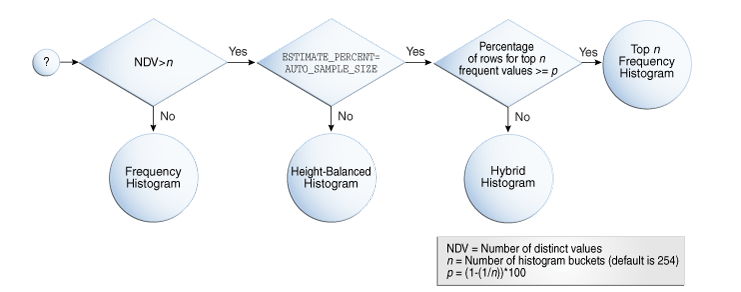 ?
NDV>n
Yes
No
Frequency
Histogram
ESTIMATE_PERCENT=
AUTO_SAMPLE_SIZE
Yes
No
Height-Balanced
Histogram
Percentage
of rows for top n
frequent values >= p
Yes
No
Hybrid
Histogram
Top n
Frequency
Histogram
NDV = Number of distinct values
n = Number of histogram buckets (default is 254)
p = (1-(1/n))*100